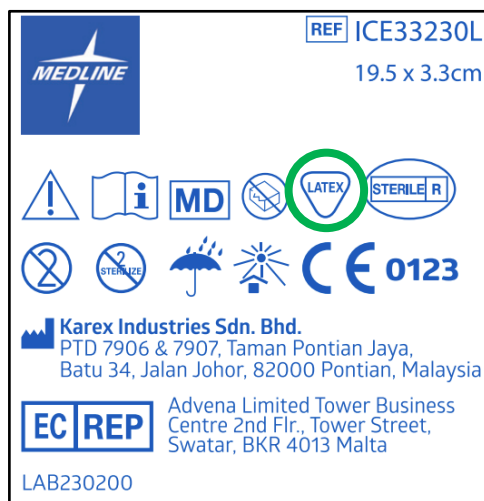 MEDLINE
REF ICE33230L
19.5 x 3.3cm
i MD LATEX STERILE R
2 2 STERILIZE CE 0123
Karex Industries Sdn. Bhd.
PTD 7906 & 7907, Taman Pontian Jaya,
Batu 34, Jalan Johor, 82000 Pontian, Malaysia
EC REP
Advena Limited Tower Business
Centre 2nd Flr., Tower Street,
Swatar, BKR 4013 Malta
LAB230200